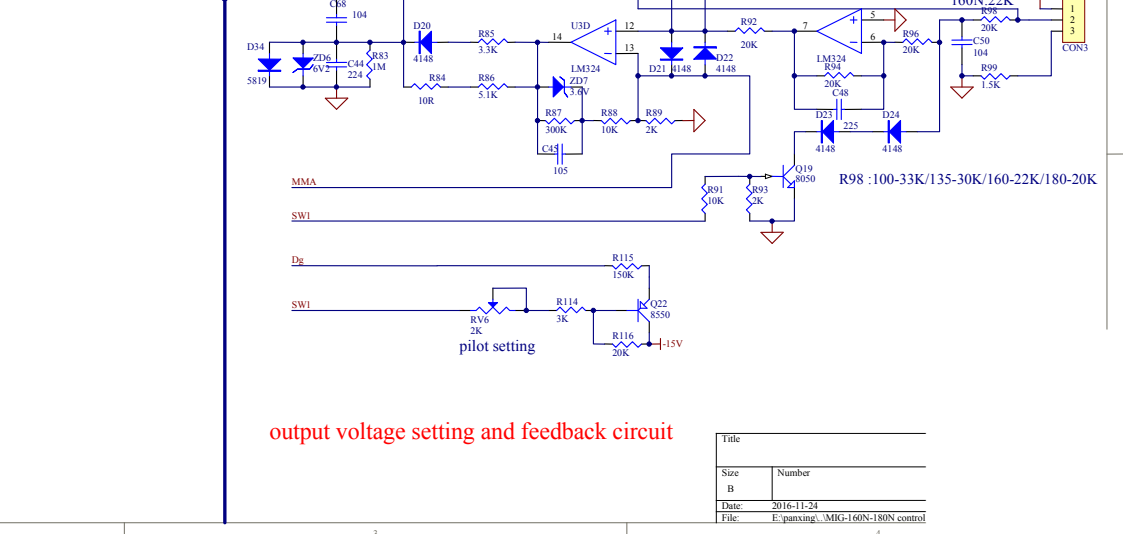 C68
104
160N:22K
R98
20K
1
2
3
CON3
D34
5819
ZD6
6V2
C44
224
R83
1M
D20
4148
R85
3.3K
R84
10R
R86
5.1K
14
U3D
12
13
LM324
ZD7
3.6V
R87
300K
R88
10K
R89
2K
C45
105
D21
4148
D22
4148
R92
20K
7
5
6
LM324
R94
20K
C48
225
R96
20K
C50
104
R99
1.5K
D23
4148
D24
4148
MMA
SW1
R91
10K
R93
2K
Q19
8050
R98 :100-33K/135-30K/160-22K/180-20K
Dg
R115
150K
SW1
RV6
2K
R114
3K
Q22
8550
R116
20K
-15V
pilot setting
output voltage setting and feedback circuit
Title
Size
Number
B
Date:
2016-11-24
File:
E:\panxing\..\MIG-160N-180N control
3
4